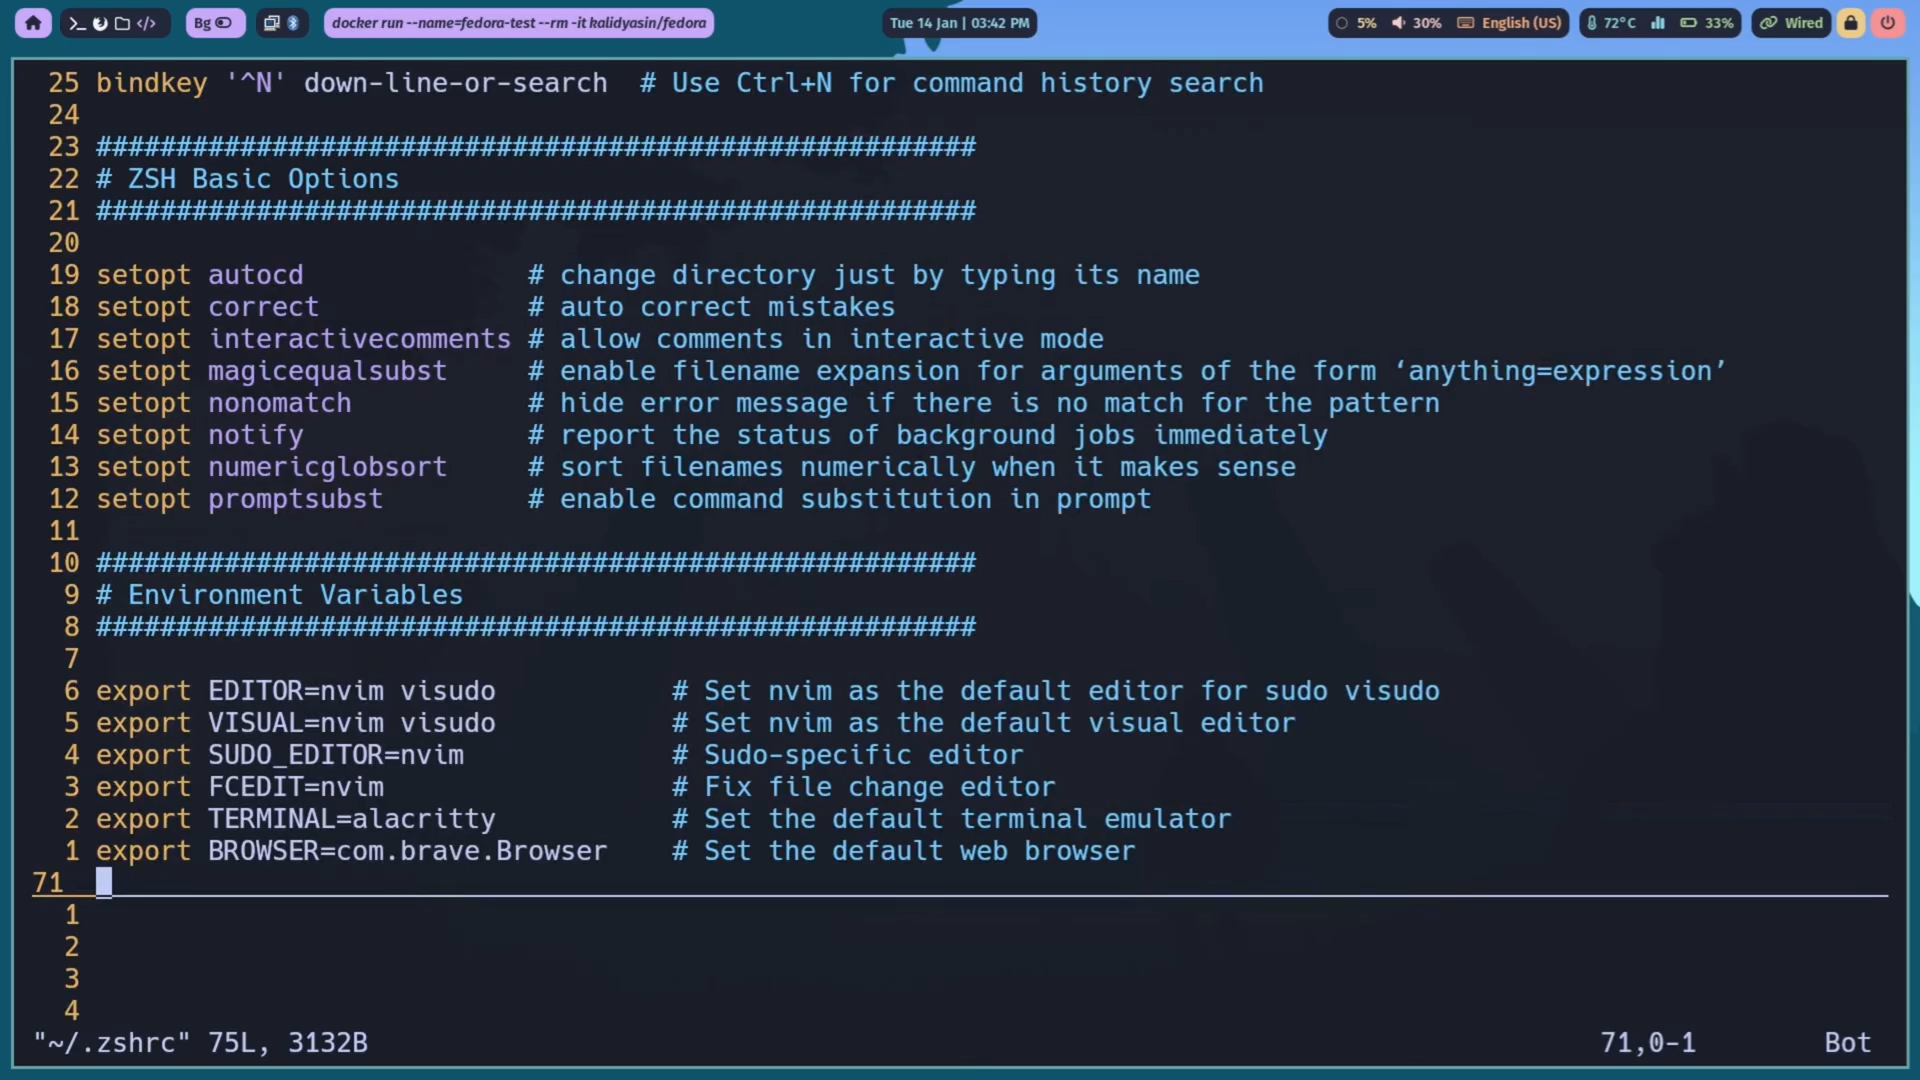 Bg
docker run --name=fedora-test --rm -it kalidyasin/fedora
Tue 14 Jan | 03:42 PM
5%
30%
English (US)
72°C
33%
Wired
25 bindkey '^N' down-line-or-search  # Use Ctrl+N for command history search
24
23 #######################################################
22 # ZSH Basic Options
21 #######################################################
20
19 setopt autocd              # change directory just by typing its name
18 setopt correct             # auto correct mistakes
17 setopt interactivecomments # allow comments in interactive mode
16 setopt magicequalsubst     # enable filename expansion for arguments of the form ‘anything=expression’
15 setopt nonomatch           # hide error message if there is no match for the pattern
14 setopt notify              # report the status of background jobs immediately
13 setopt numericglobsort     # sort filenames numerically when it makes sense
12 setopt promptsubst         # enable command substitution in prompt
11
10 #######################################################
9 # Environment Variables
8 #######################################################
7
6 export EDITOR=nvim visudo           # Set nvim as the default editor for sudo visudo
5 export VISUAL=nvim visudo           # Set nvim as the default visual editor
4 export SUDO_EDITOR=nvim             # Sudo-specific editor
3 export FCEDIT=nvim                  # Fix file change editor
2 export TERMINAL=alacritty           # Set the default terminal emulator
1 export BROWSER=com.brave.Browser    # Set the default web browser
71
1
2
3
4
"~/.zshrc" 75L, 3132B 71,0-1 Bot